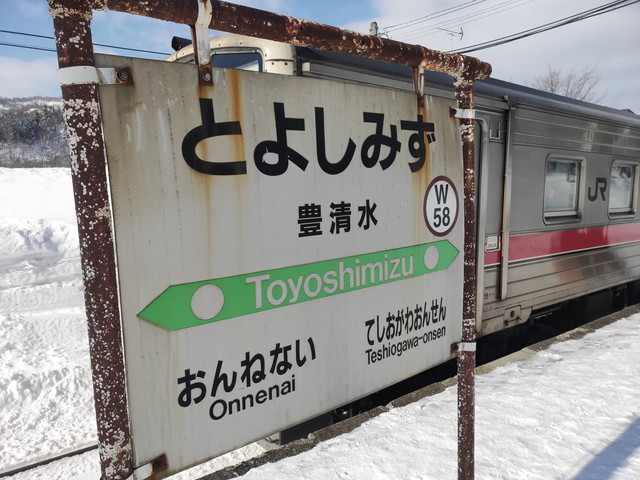 とよしみず
豊清水
W
58
Toyoshimizu
おんねない
Onnenai
てしおがわおんせん
Teshiogawa-onsen
JR